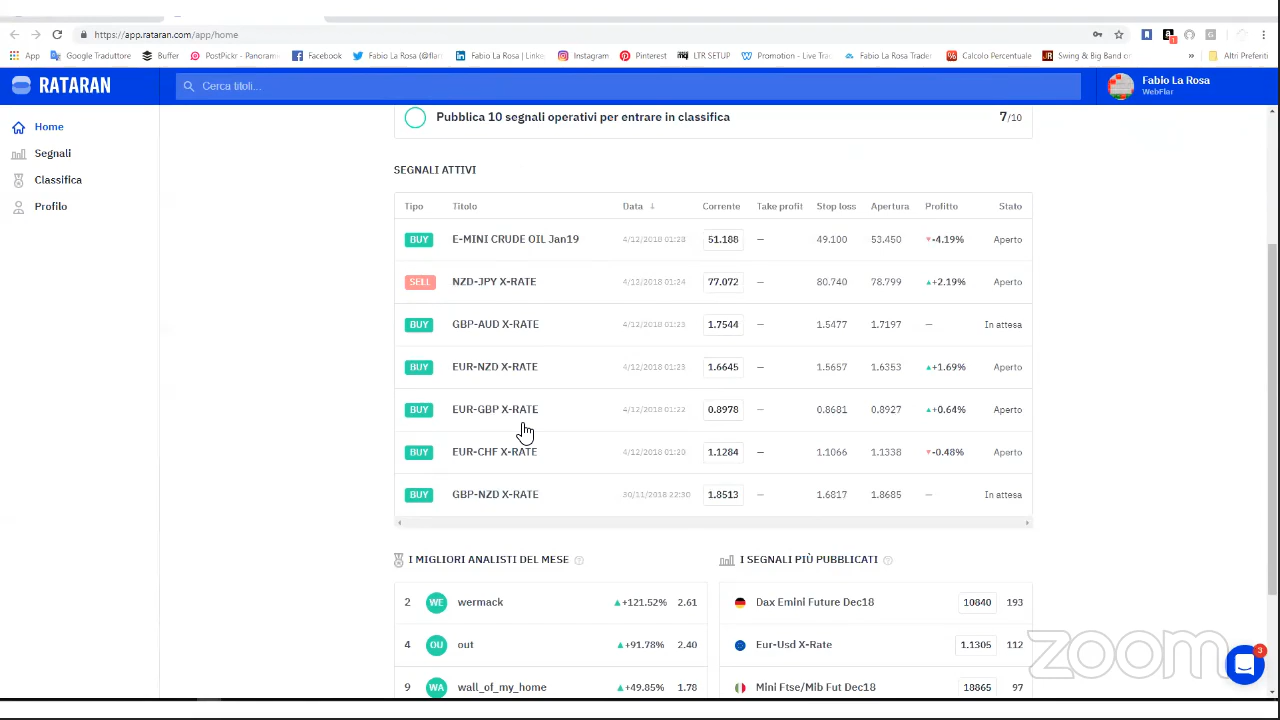 https://app.rataran.com/app/home
App Google Traduttore Buffer PostPickr - Panoram Facebook Fabio La Rosa (@flar Fabio La Rosa | Linke Instagram Pinterest LTR SETUP Promotion - Live Tra Fabio La Rosa Trader Calcolo Percentuale Swing & Big Band on » Altri Preferiti
RATARAN
Cerca titoli...
Fabio La Rosa
WebFlar
Home
Segnali
Classifica
Profilo
Pubblica 10 segnali operativi per entrare in classifica 7/10
SEGNALI ATTIVI
Tipo Titolo Data ↓ Corrente Take profit Stop loss Apertura Profitto Stato
BUY E-MINI CRUDE OIL Jan19 4/12/2018 01:28 51.188 — 49.100 53.450 -4.19% Aperto
SELL NZD-JPY X-RATE 4/12/2018 01:24 77.072 — 80.740 78.799 +2.19% Aperto
BUY GBP-AUD X-RATE 4/12/2018 01:23 1.7544 — 1.5477 1.7197 — In attesa
BUY EUR-NZD X-RATE 4/12/2018 01:23 1.6645 — 1.5657 1.6353 +1.69% Aperto
BUY EUR-GBP X-RATE 4/12/2018 01:22 0.8978 — 0.8681 0.8927 +0.64% Aperto
BUY EUR-CHF X-RATE 4/12/2018 01:20 1.1284 — 1.1066 1.1338 -0.48% Aperto
BUY GBP-NZD X-RATE 30/11/2018 22:30 1.8513 — 1.6817 1.8685 — In attesa
I MIGLIORI ANALISTI DEL MESE ?
2 WE wermack +121.52% 2.61
4 OU out +91.78% 2.40
9 WA wall_of_my_home +49.85% 1.78
I SEGNALI PIÙ PUBBLICATI ?
Dax Emini Future Dec18 10840 193
Eur-Usd X-Rate 1.1305 112
Mini Ftse/Mib Fut Dec18 18865 97
zoom
3